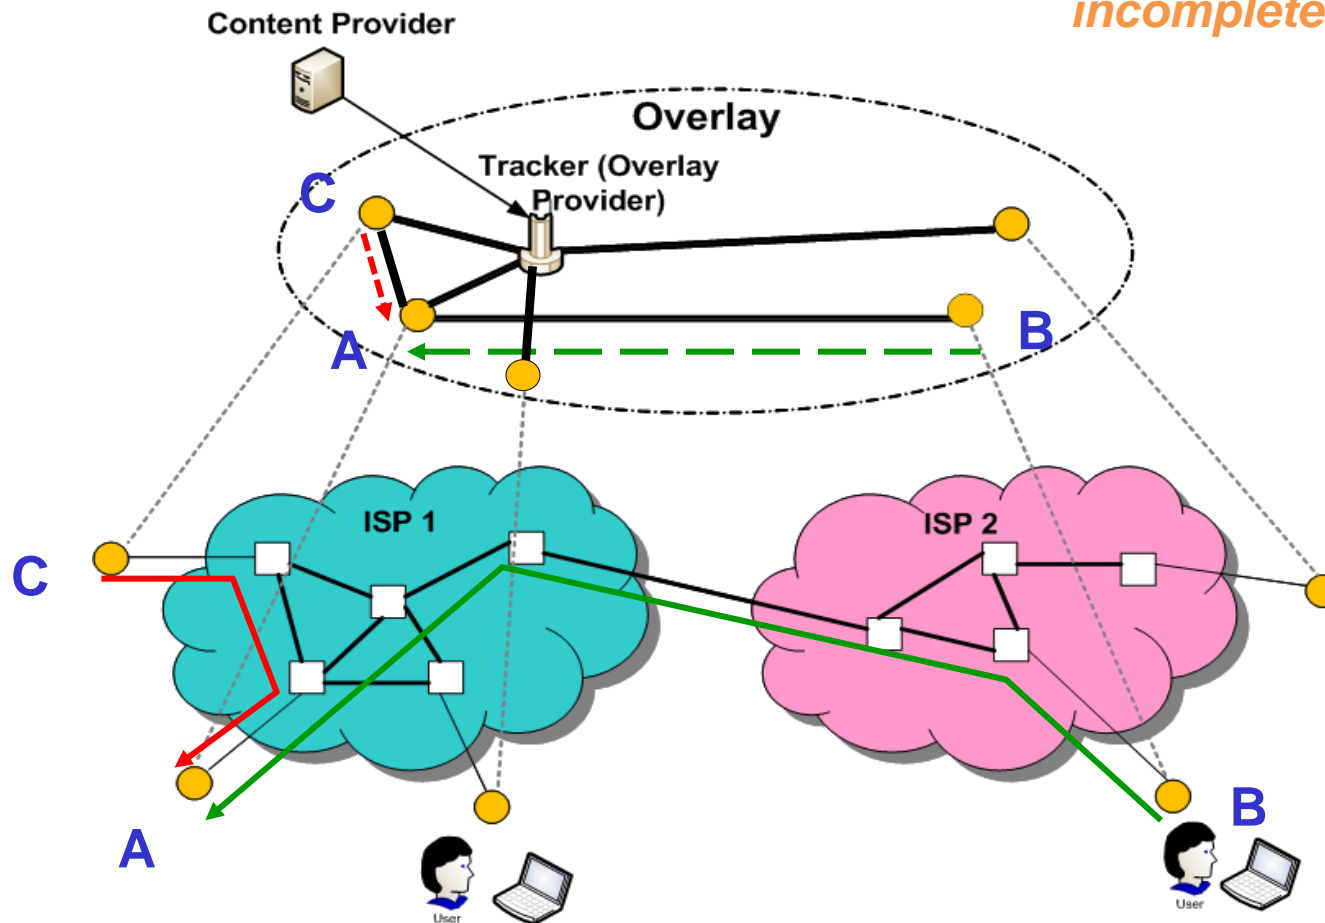 incomplete
Content Provider
Overlay
Tracker (Overlay
Provider)
C
A
B
ISP 1
ISP 2
C
A
B
User
User